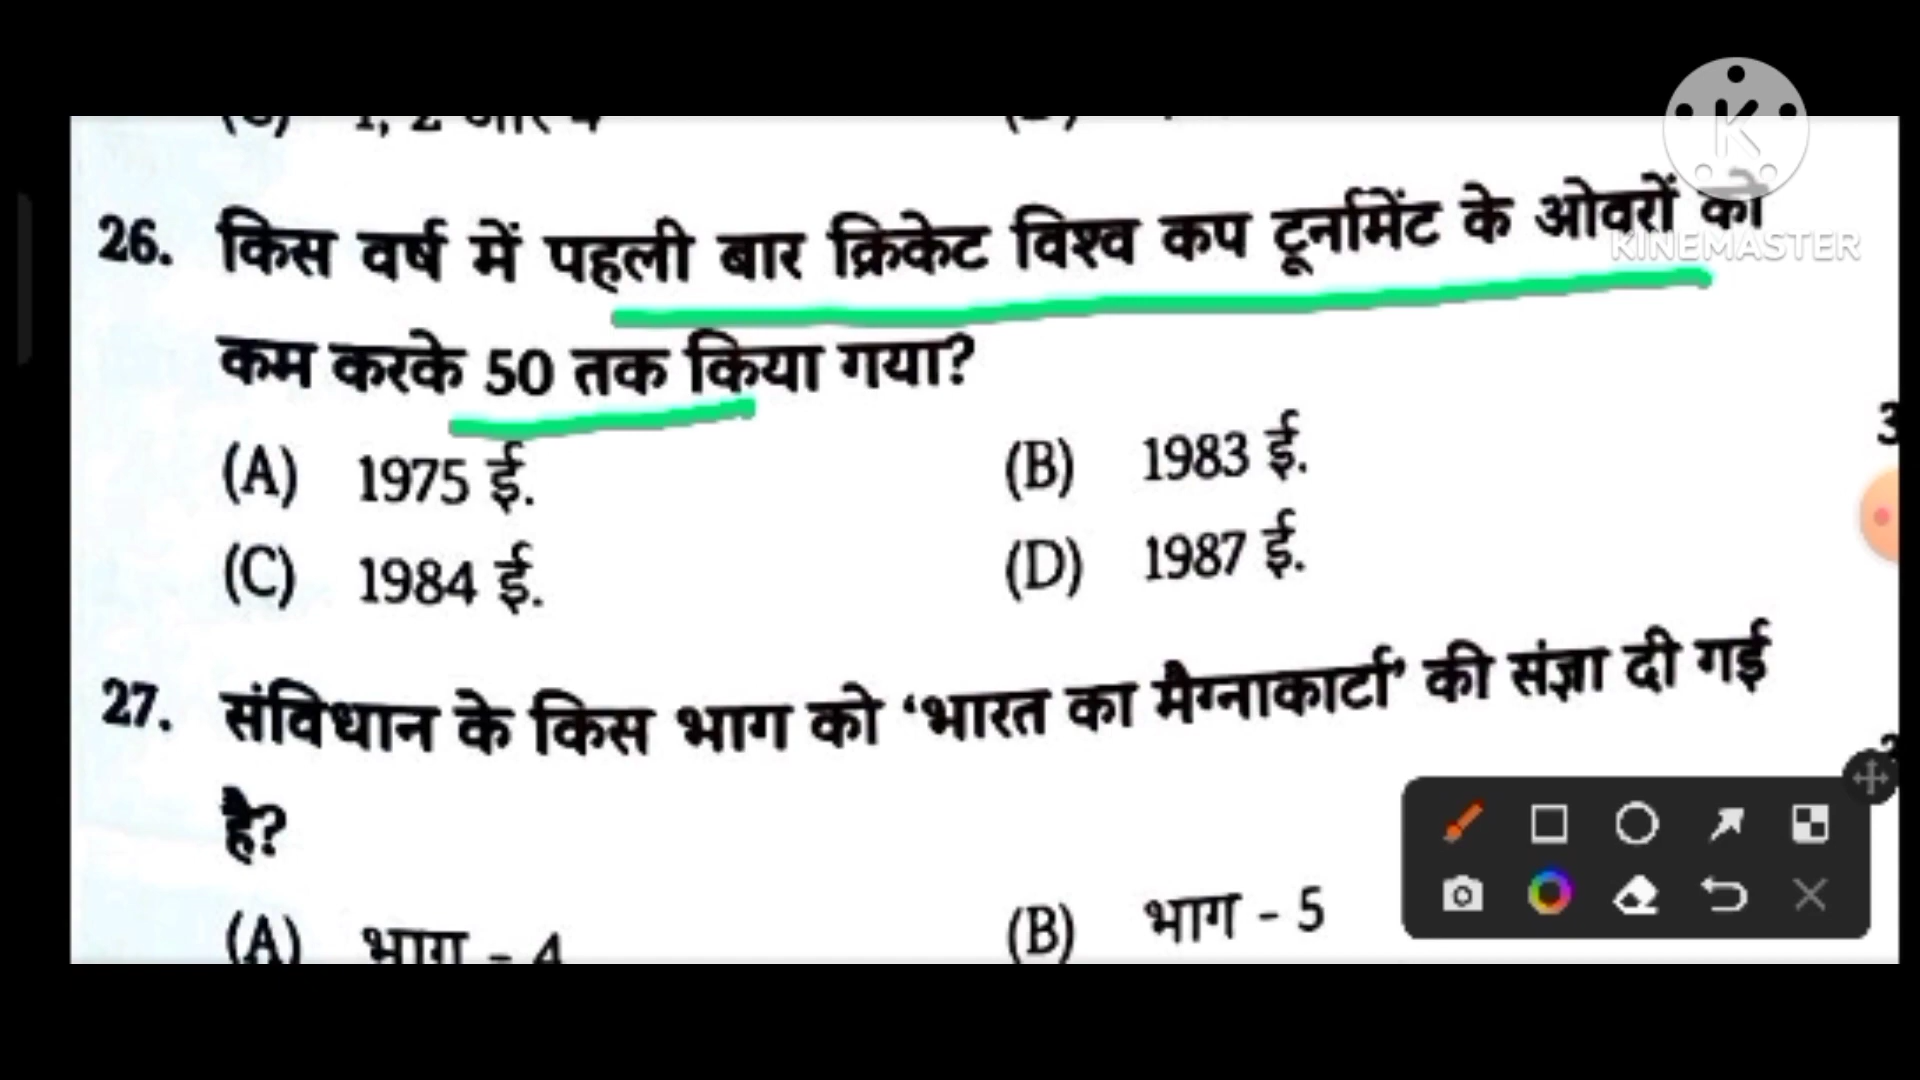 26. किस वर्ष में पहली बार क्रिकेट विश्व कप टूर्नामेंट के ओवरों को
KINEMASTER
कम करके 50 तक किया गया?
(A) 1975 ई. (B) 1983 ई.
(C) 1984 ई. (D) 1987 ई.
27. संविधान के किस भाग को ‘भारत का मैग्नाकार्टा’ की संज्ञा दी गई
है?
(A) भाग - 4 (B) भाग - 5